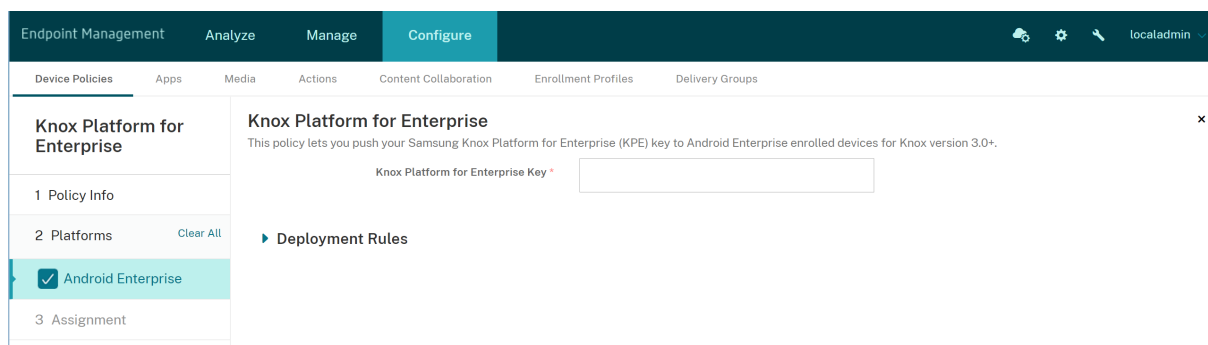 Endpoint Management Analyze Manage Configure localadmin
Device Policies Apps Media Actions Content Collaboration Enrollment Profiles Delivery Groups
Knox Platform for
Enterprise
Knox Platform for Enterprise
This policy lets you push your Samsung Knox Platform for Enterprise (KPE) key to Android Enterprise enrolled devices for Knox version 3.0+.
Knox Platform for Enterprise Key *
1 Policy Info
2 Platforms Clear All
Deployment Rules
Android Enterprise
3 Assignment